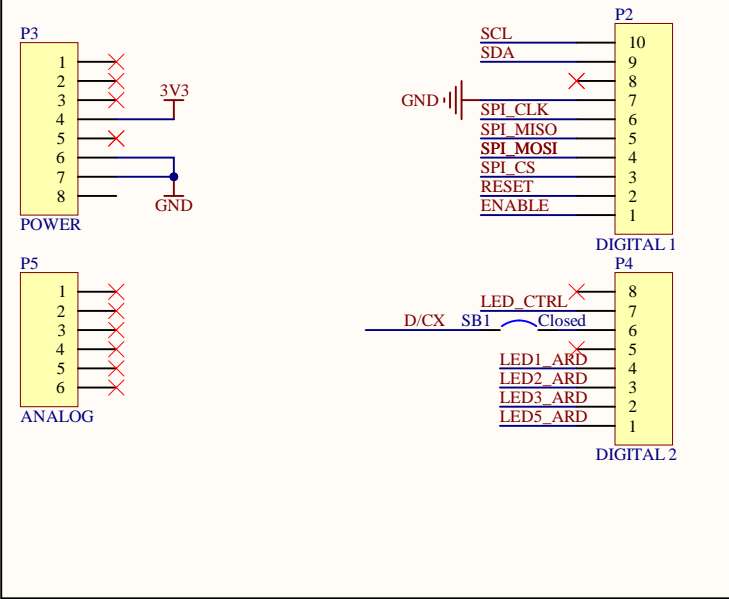 P3
1
2
3
4
5
6
7
8
3V3
GND
POWER
P5
1
2
3
4
5
6
ANALOG
P2
SCL 10
SDA 9
8
GND 7
SPI_CLK 6
SPI_MISO 5
SPI_MOSI 4
SPI_CS 3
RESET 2
ENABLE 1
DIGITAL 1
P4
8
LED_CTRL 7
D/CX SB1 Closed 6
5
LED1_ARD 4
LED2_ARD 3
LED3_ARD 2
LED5_ARD 1
DIGITAL 2